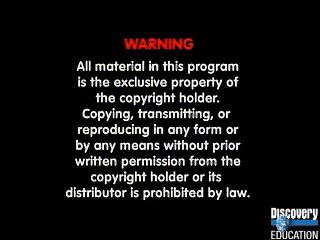 WARNING
All material in this program
is the exclusive property of
the copyright holder.
Copying, transmitting, or
reproducing in any form or
by any means without prior
written permission from the
copyright holder or its
distributor is prohibited by law.
Discovery
EDUCATION